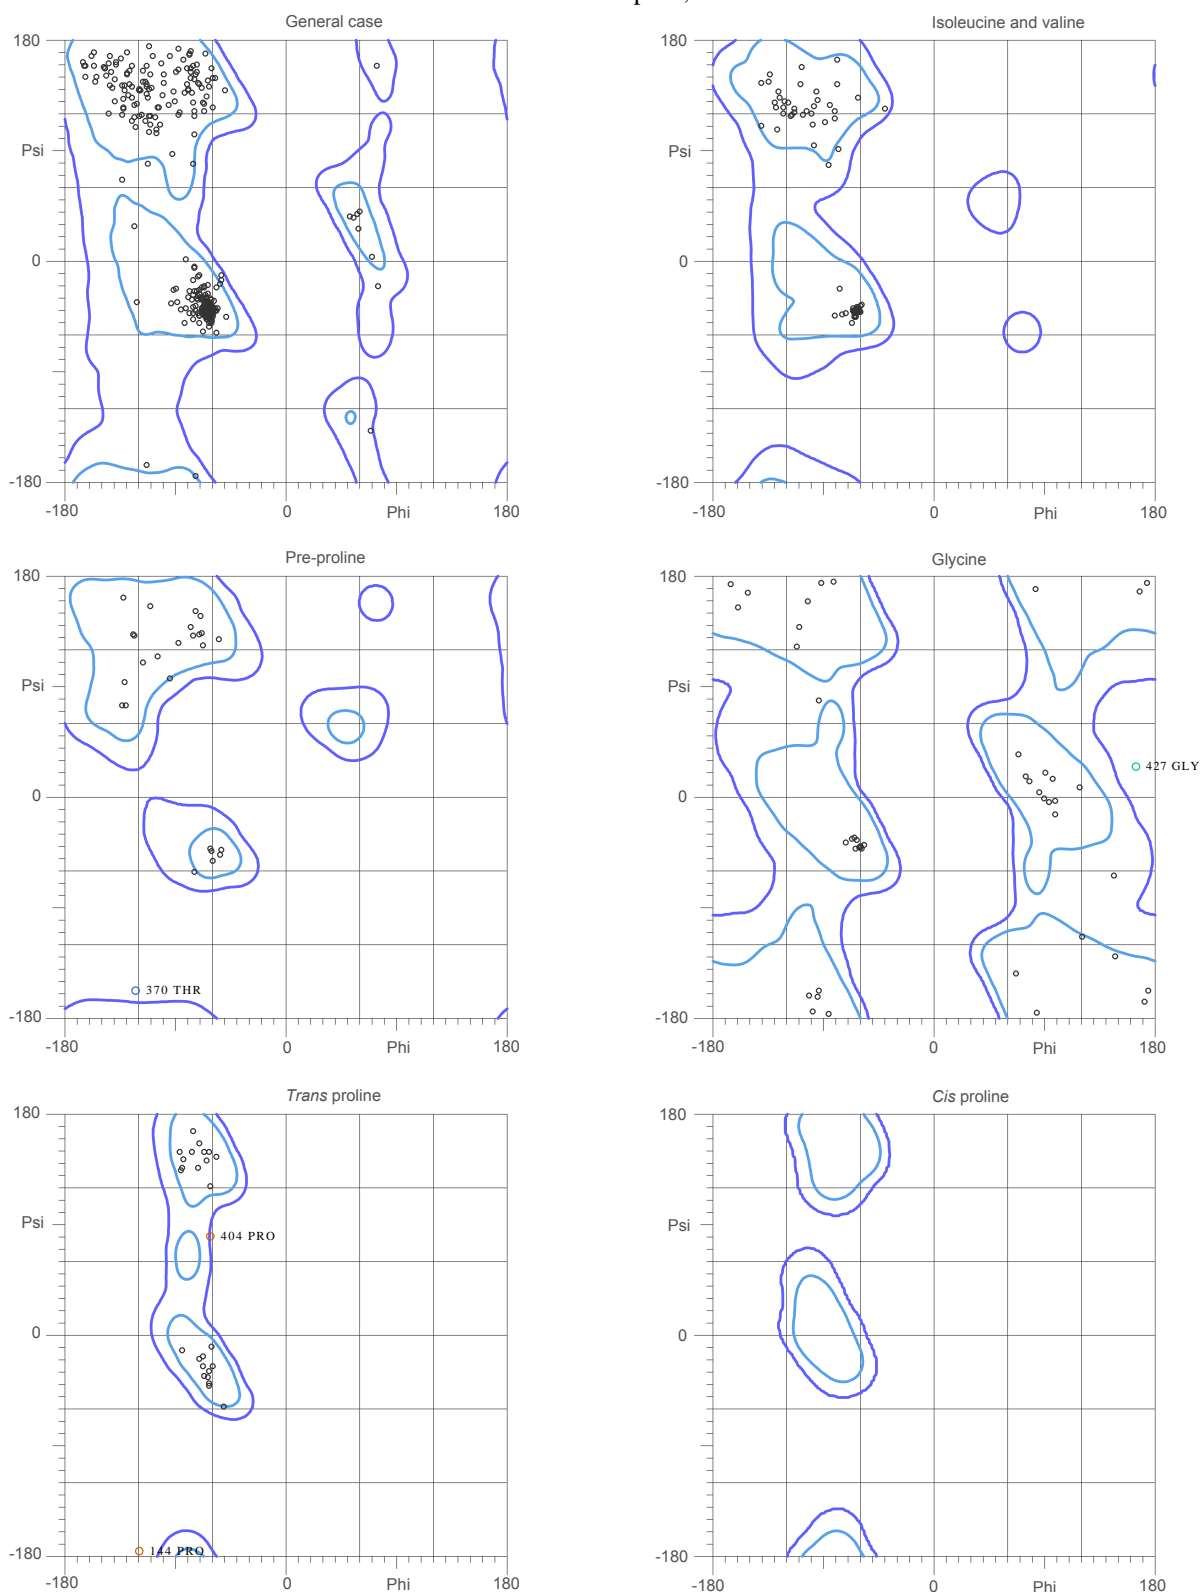 General case
Isoleucine and valine
180
180
Psi
Psi
0
0
-180
-180
-180
0
Phi
180
-180
0
Phi
180
Pre-proline
Glycine
180
180
Psi
Psi
427 GLY
0
0
370 THR
-180
-180
-180
0
Phi
180
-180
0
Phi
180
Trans proline
Cis proline
180
180
Psi
Psi
404 PRO
0
0
144 PRO
-180
-180
-180
0
Phi
180
-180
0
Phi
180